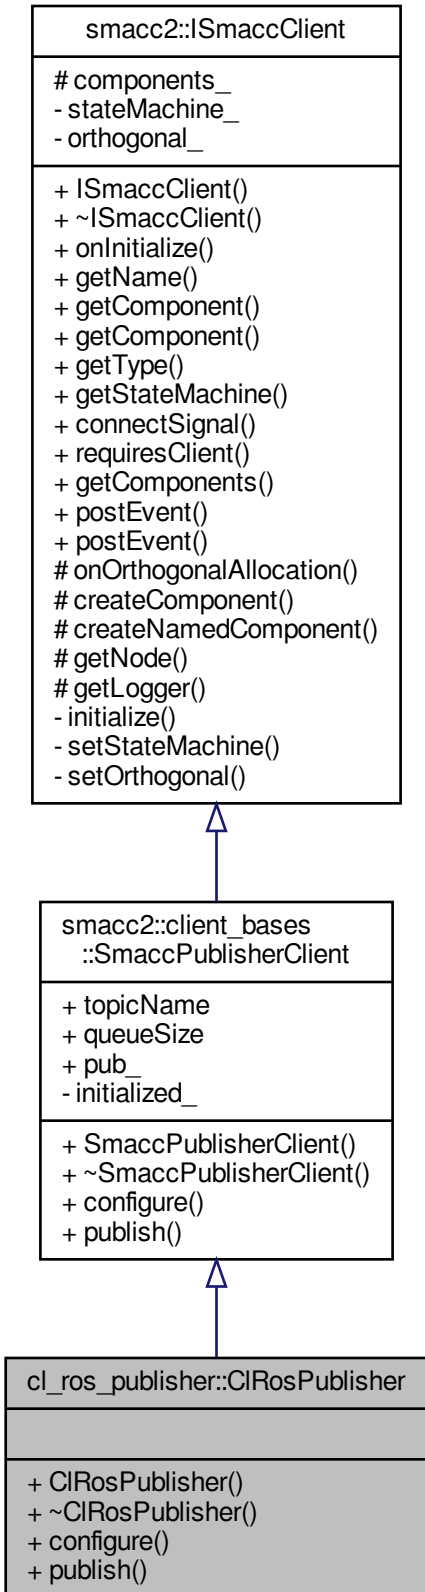 smacc2::ISmaccClient
# components_
- stateMachine_
- orthogonal_
+ ISmaccClient()
+ ~ISmaccClient()
+ onInitialize()
+ getName()
+ getComponent()
+ getComponent()
+ getType()
+ getStateMachine()
+ connectSignal()
+ requiresClient()
+ getComponents()
+ postEvent()
+ postEvent()
# onOrthogonalAllocation()
# createComponent()
# createNamedComponent()
# getNode()
# getLogger()
- initialize()
- setStateMachine()
- setOrthogonal()
smacc2::client_bases
::SmaccPublisherClient
+ topicName
+ queueSize
+ pub_
- initialized_
+ SmaccPublisherClient()
+ ~SmaccPublisherClient()
+ configure()
+ publish()
cl_ros_publisher::ClRosPublisher
+ ClRosPublisher()
+ ~ClRosPublisher()
+ configure()
+ publish()